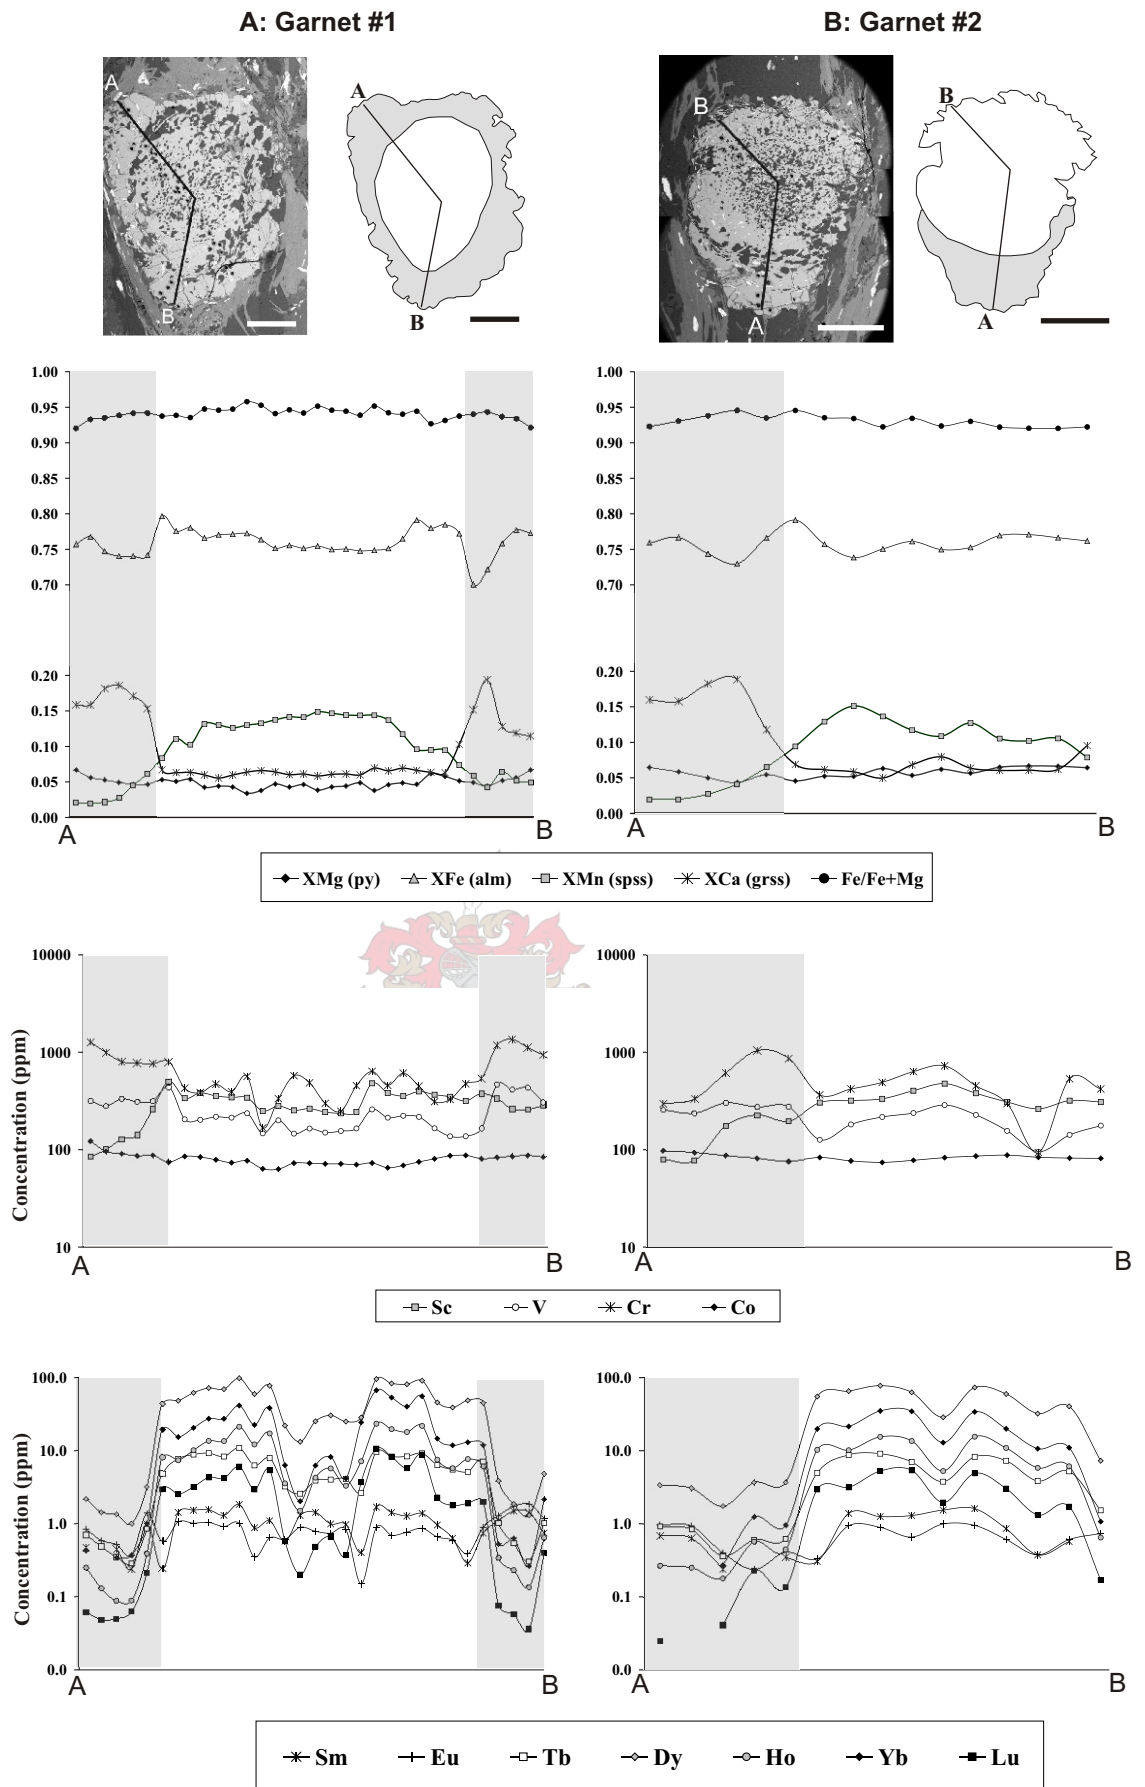 A: Garnet #1
B: Garnet #2
A
B
A
B
B
A
B
A
1.00
0.95
0.90
0.85
0.80
0.75
0.70
0.20
0.15
0.10
0.05
0.00
A
B
1.00
0.95
0.90
0.85
0.80
0.75
0.70
0.20
0.15
0.10
0.05
0.00
A
B
XMg (py)
XFe (alm)
XMn (spss)
XCa (grss)
Fe/Fe+Mg
Concentration (ppm)
10000
1000
100
10
A
B
10000
1000
100
10
A
B
Sc
V
Cr
Co
Concentration (ppm)
100.0
10.0
1.0
0.1
0.0
A
B
100.0
10.0
1.0
0.1
0.0
A
B
Sm
Eu
Tb
Dy
Ho
Yb
Lu